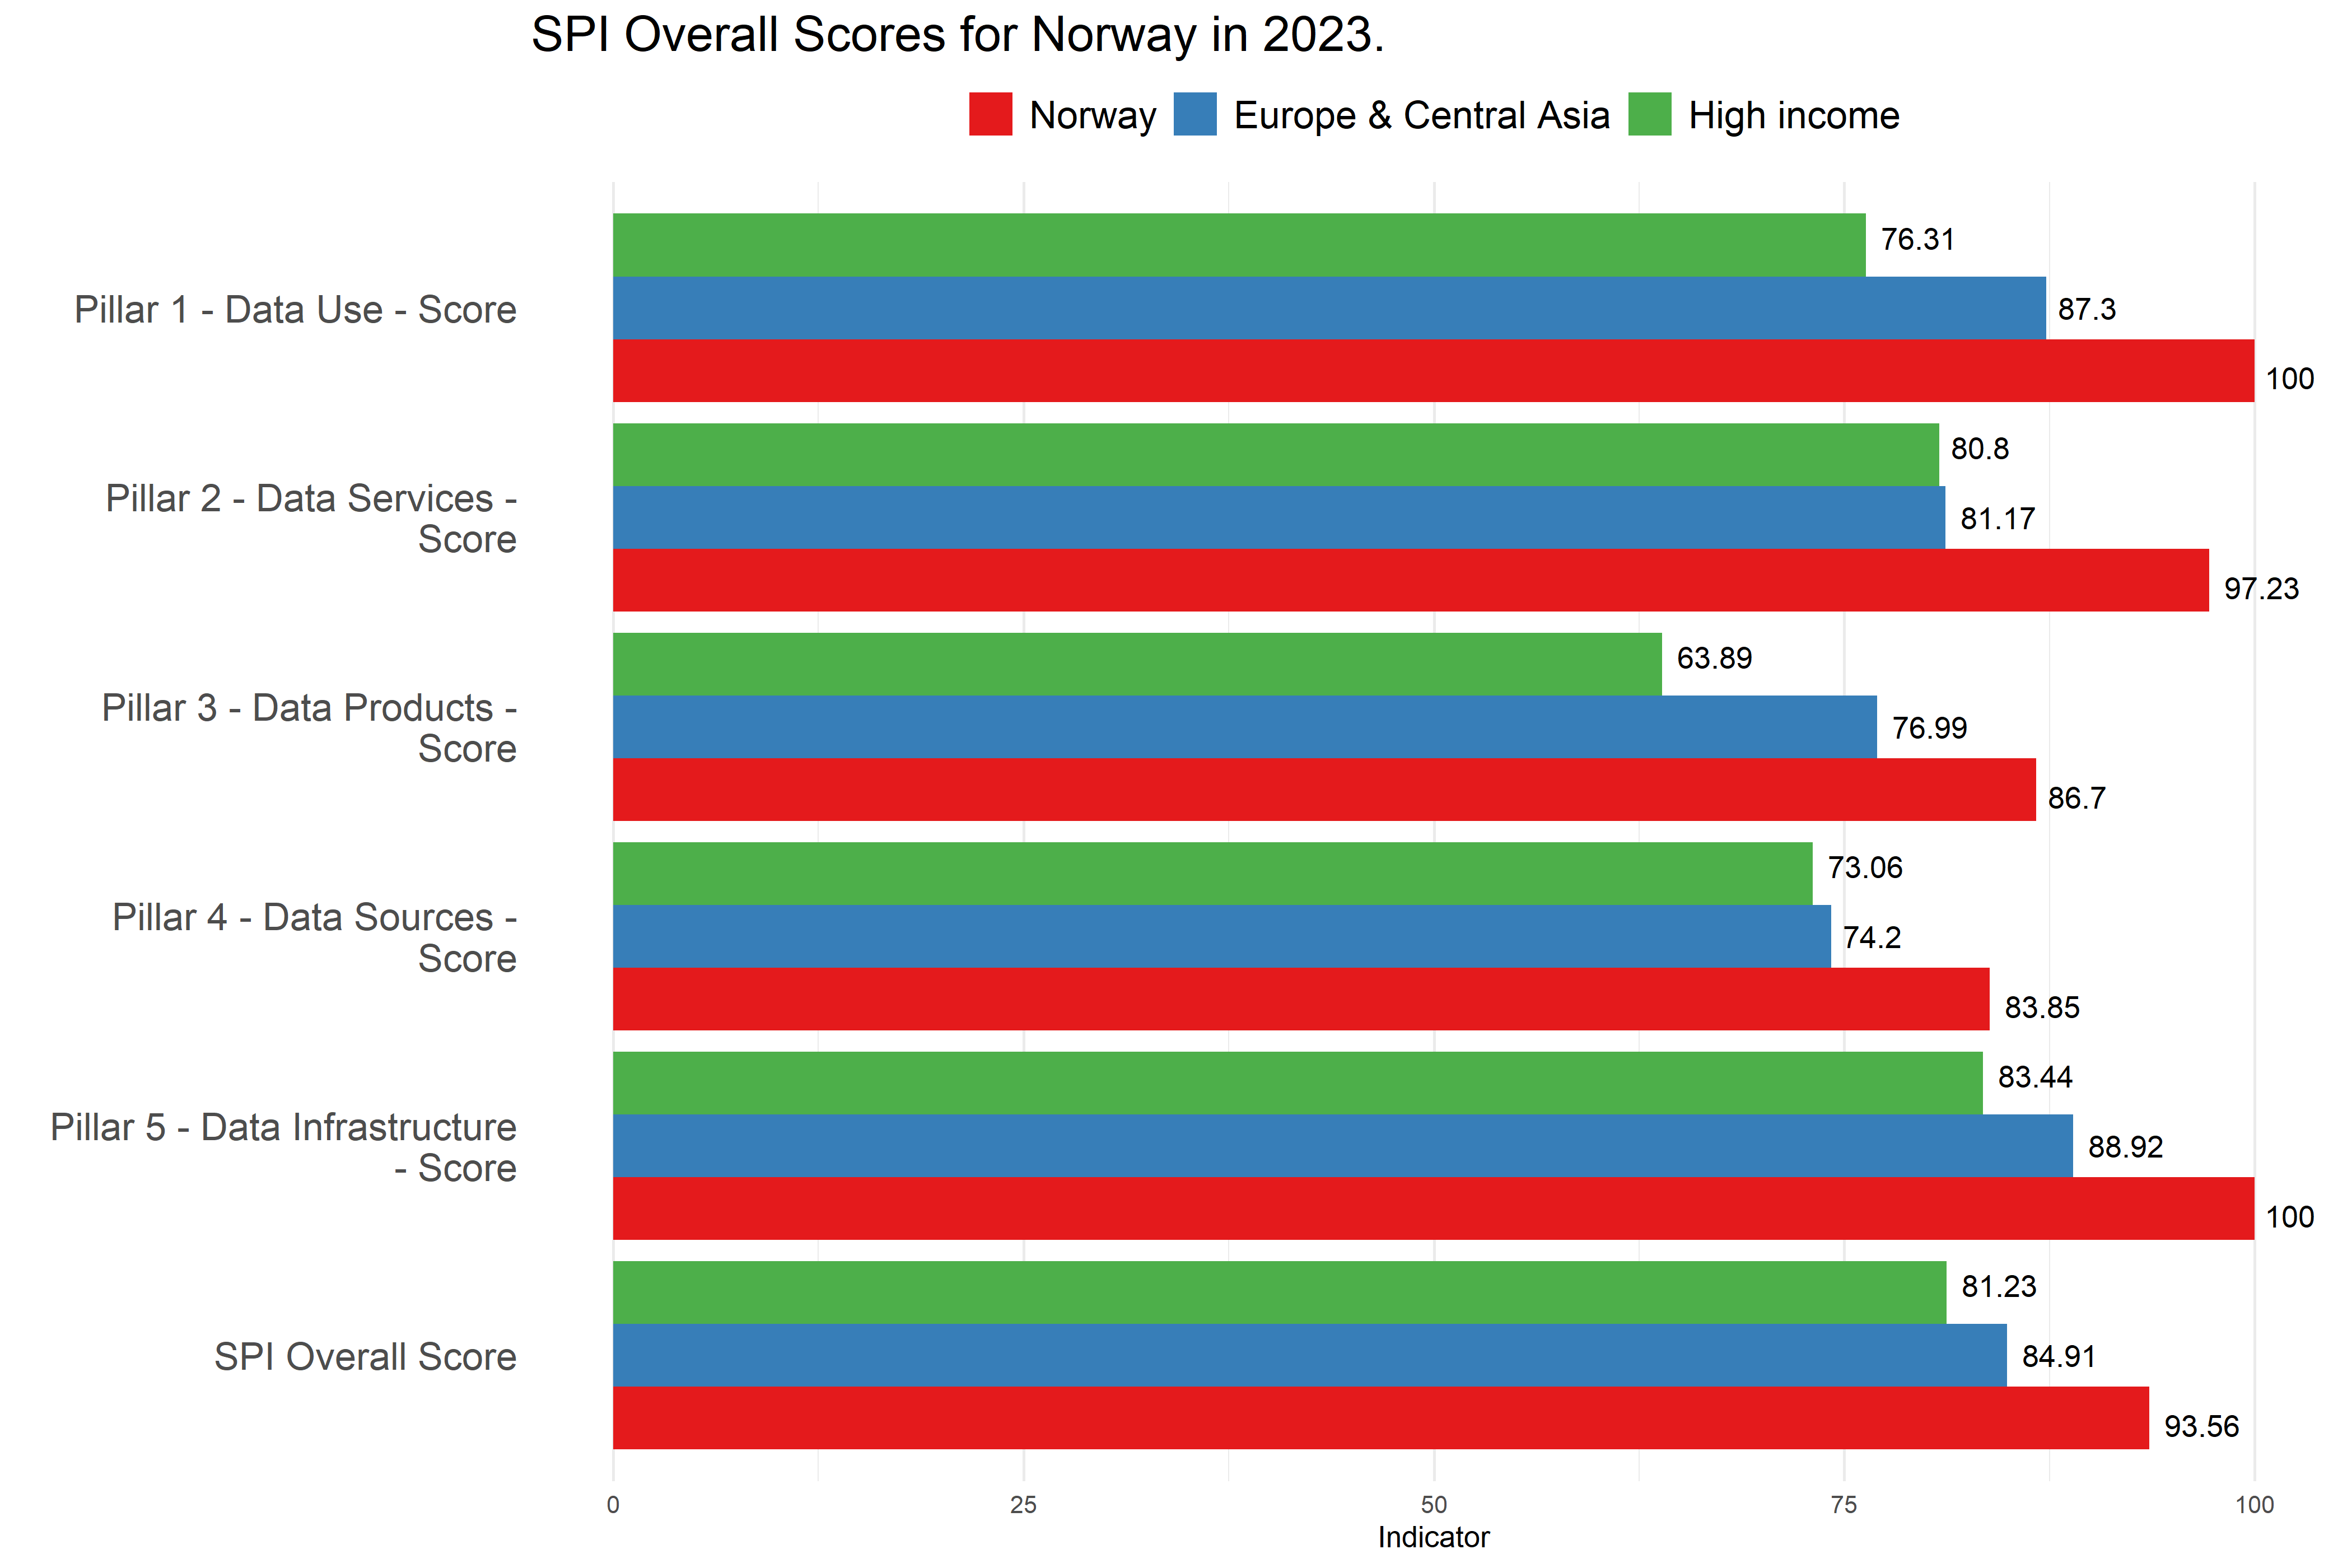 SPI Overall Scores for Norway in 2023.
Norway Europe & Central Asia High income
Pillar 1 - Data Use - Score
76.31
87.3
100
Pillar 2 - Data Services -
Score
80.8
81.17
97.23
Pillar 3 - Data Products -
Score
63.89
76.99
86.7
Pillar 4 - Data Sources -
Score
73.06
74.2
83.85
Pillar 5 - Data Infrastructure
- Score
83.44
88.92
100
SPI Overall Score
81.23
84.91
93.56
0 25 50 75 100
Indicator